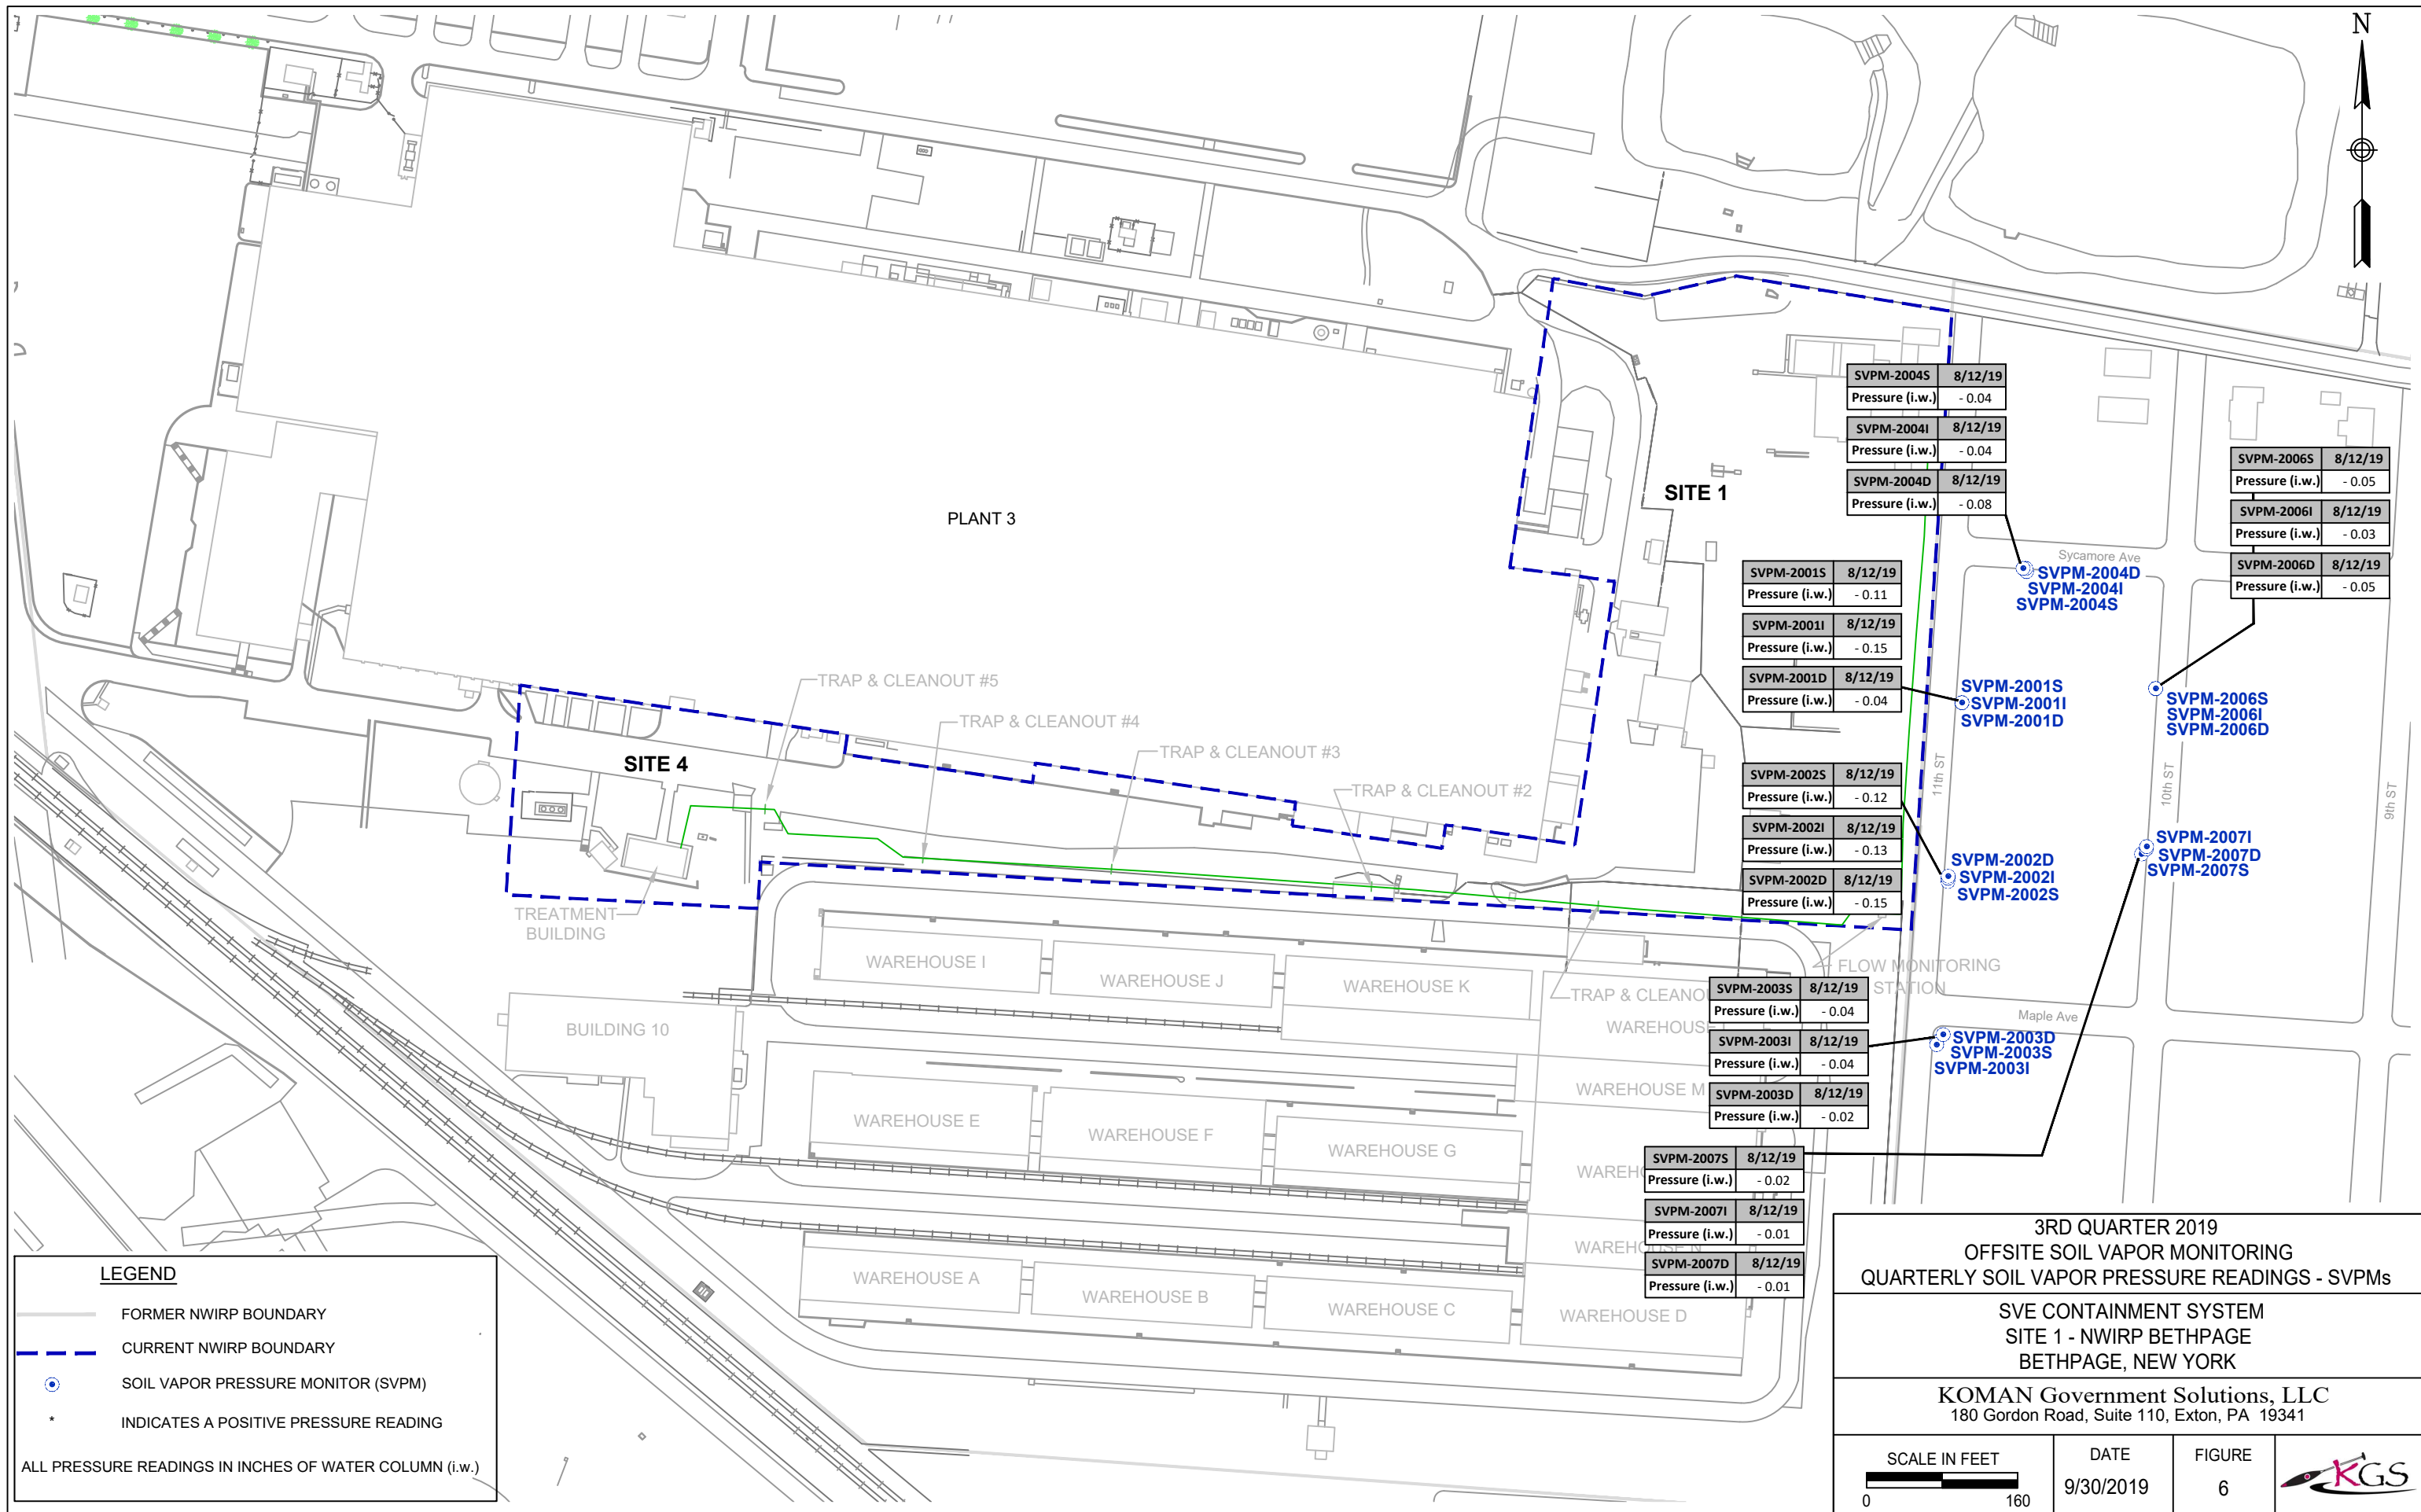 N
PLANT 3
SITE 1
SITE 4
SVPM-2004S 8/12/19
Pressure (i.w.) - 0.04
SVPM-2004I 8/12/19
Pressure (i.w.) - 0.04
SVPM-2004D 8/12/19
Pressure (i.w.) - 0.08
SVPM-2006S 8/12/19
Pressure (i.w.) - 0.05
SVPM-2006I 8/12/19
Pressure (i.w.) - 0.03
SVPM-2006D 8/12/19
Pressure (i.w.) - 0.05
Sycamore Ave
SVPM-2004D
SVPM-2004I
SVPM-2004S
SVPM-2001S 8/12/19
Pressure (i.w.) - 0.11
SVPM-2001I 8/12/19
Pressure (i.w.) - 0.15
SVPM-2001D 8/12/19
Pressure (i.w.) - 0.04
SVPM-2001S
SVPM-2001I
SVPM-2001D
SVPM-2006S
SVPM-2006I
SVPM-2006D
TRAP & CLEANOUT #5
TRAP & CLEANOUT #4
TRAP & CLEANOUT #3
TRAP & CLEANOUT #2
11th ST
10th ST
9th ST
SVPM-2002S 8/12/19
Pressure (i.w.) - 0.12
SVPM-2002I 8/12/19
Pressure (i.w.) - 0.13
SVPM-2002D 8/12/19
Pressure (i.w.) - 0.15
SVPM-2002D
SVPM-2002I
SVPM-2002S
SVPM-2007I
SVPM-2007D
SVPM-2007S
TREATMENT
BUILDING
FLOW MONITORING
STATION
TRAP & CLEANO
WAREHOUSE I
WAREHOUSE J
WAREHOUSE K
WAREHOUSE
BUILDING 10
Maple Ave
SVPM-2003S 8/12/19
Pressure (i.w.) - 0.04
SVPM-2003I 8/12/19
Pressure (i.w.) - 0.04
SVPM-2003D 8/12/19
Pressure (i.w.) - 0.02
SVPM-2003D
SVPM-2003S
SVPM-2003I
WAREHOUSE M
WAREHOUSE E
WAREHOUSE F
WAREHOUSE G
WAREHO
SVPM-2007S 8/12/19
Pressure (i.w.) - 0.02
SVPM-2007I 8/12/19
Pressure (i.w.) - 0.01
SVPM-2007D 8/12/19
Pressure (i.w.) - 0.01
WAREHOUSE N
WAREHOUSE A
WAREHOUSE B
WAREHOUSE C
WAREHOUSE D
LEGEND
FORMER NWIRP BOUNDARY
CURRENT NWIRP BOUNDARY
SOIL VAPOR PRESSURE MONITOR (SVPM)
* INDICATES A POSITIVE PRESSURE READING
ALL PRESSURE READINGS IN INCHES OF WATER COLUMN (i.w.)
3RD QUARTER 2019
OFFSITE SOIL VAPOR MONITORING
QUARTERLY SOIL VAPOR PRESSURE READINGS - SVPMs
SVE CONTAINMENT SYSTEM
SITE 1 - NWIRP BETHPAGE
BETHPAGE, NEW YORK
KOMAN Government Solutions, LLC
180 Gordon Road, Suite 110, Exton, PA 19341
SCALE IN FEET
0 160
DATE
9/30/2019
FIGURE
6
KGS